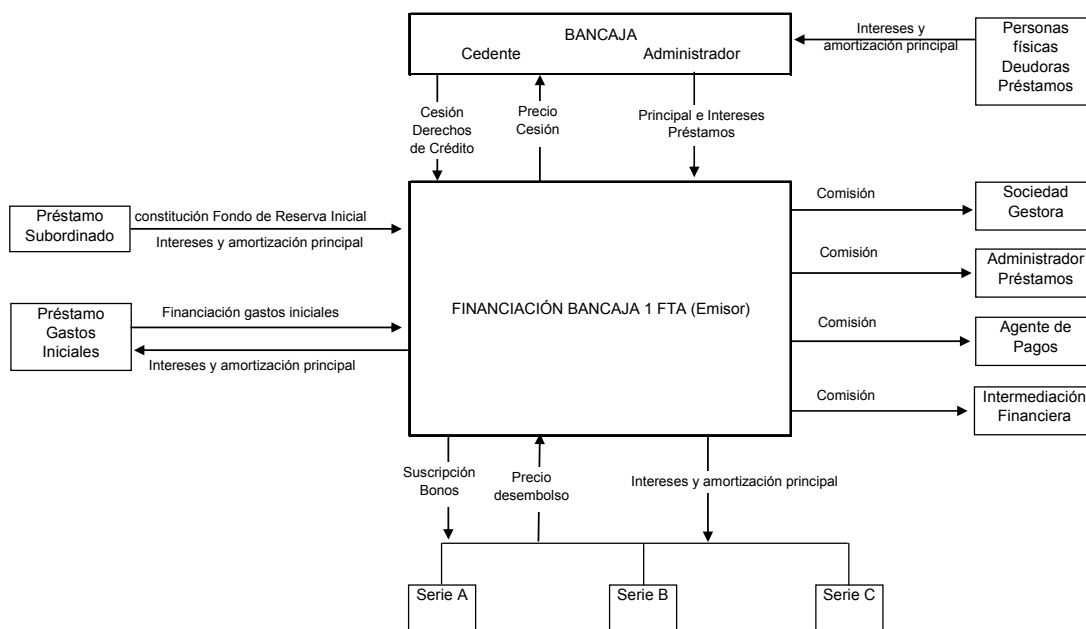 BANCAJA
Cedente
Administrador
Intereses y
amortización principal
Personas
físicas
Deudoras
Préstamos
Cesión
Derechos
de Crédito
Precio
Cesión
Principal e Intereses
Préstamos
Préstamo
Subordinado
constitución Fondo de Reserva Inicial
Intereses y amortización principal
Préstamo
Gastos
Iniciales
Financiación gastos iniciales
Intereses y amortización principal
FINANCIACIÓN BANCAJA 1 FTA (Emisor)
Comisión
Sociedad
Gestora
Comisión
Administrador
Préstamos
Comisión
Agente de
Pagos
Comisión
Intermediación
Financiera
Suscripción
Bonos
Precio
desembolso
Intereses y amortización principal
Serie A
Serie B
Serie C